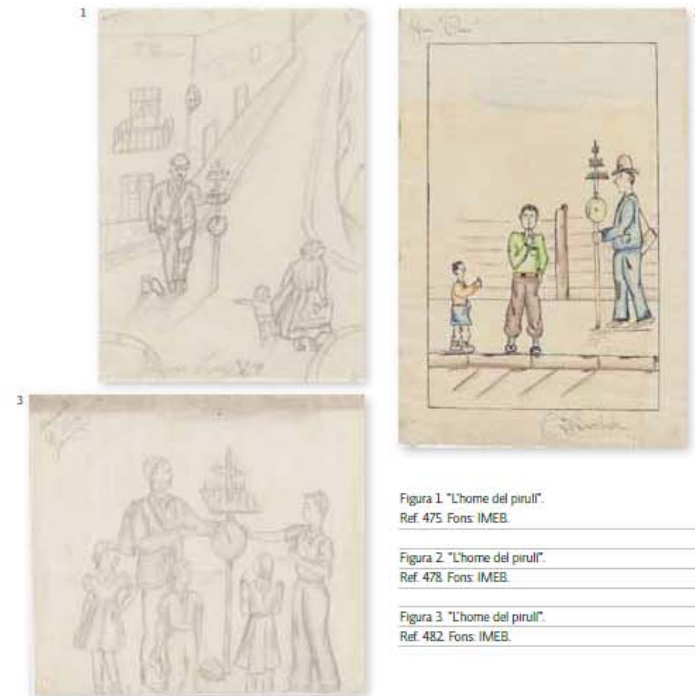 1
3
Figura 1. "L'home del pirulí".
Ref. 475. Fons: IMEB.
Figura 2. "L'home del pirulí".
Ref. 478. Fons: IMEB.
Figura 3. "L'home del pirulí".
Ref. 482. Fons: IMEB.